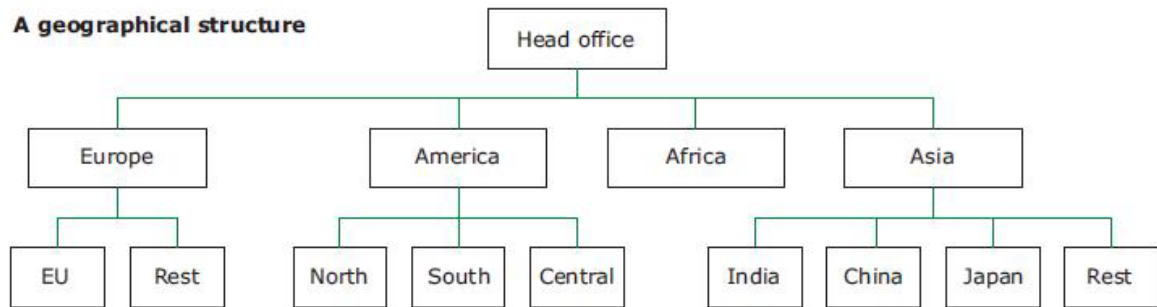 A geographical structure
Head office
Europe
America
Africa
Asia
EU
Rest
North
South
Central
India
China
Japan
Rest